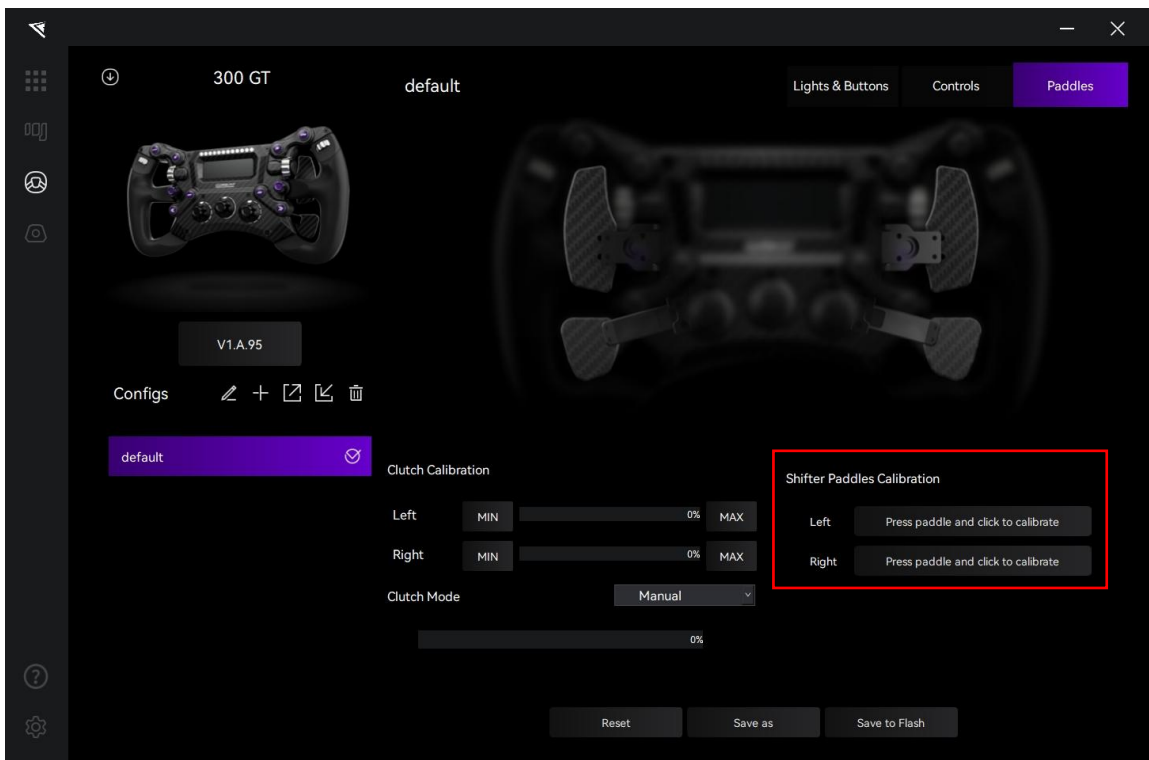 300 GT
default
Lights & Buttons
Controls
Paddles
V1.A.95
Configs
default
Clutch Calibration
Left MIN 0% MAX
Right MIN 0% MAX
Clutch Mode Manual
0%
Shifter Paddles Calibration
Left Press paddle and click to calibrate
Right Press paddle and click to calibrate
Reset
Save as
Save to Flash